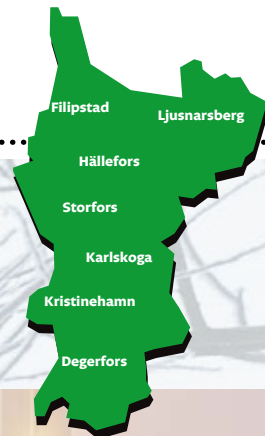 Filipstad
Ljusnarsberg
Hällefors
Storfors
Karlskoga
Kristinehamn
Degerfors